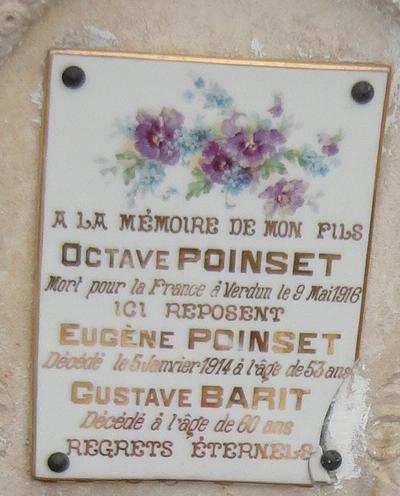 A LA MÉMOIRE DE MON FILS
OCTAVE POINSET
Mort pour la France à Verdun le 9 Mai 1916
ICI REPOSENT
EUGÈNE POINSET
Décédé le 5 Janvier 1914 à l'âge de 53 ans
GUSTAVE BARIT
Décédé à l'âge de 60 ans
REGRETS ÉTERNELS